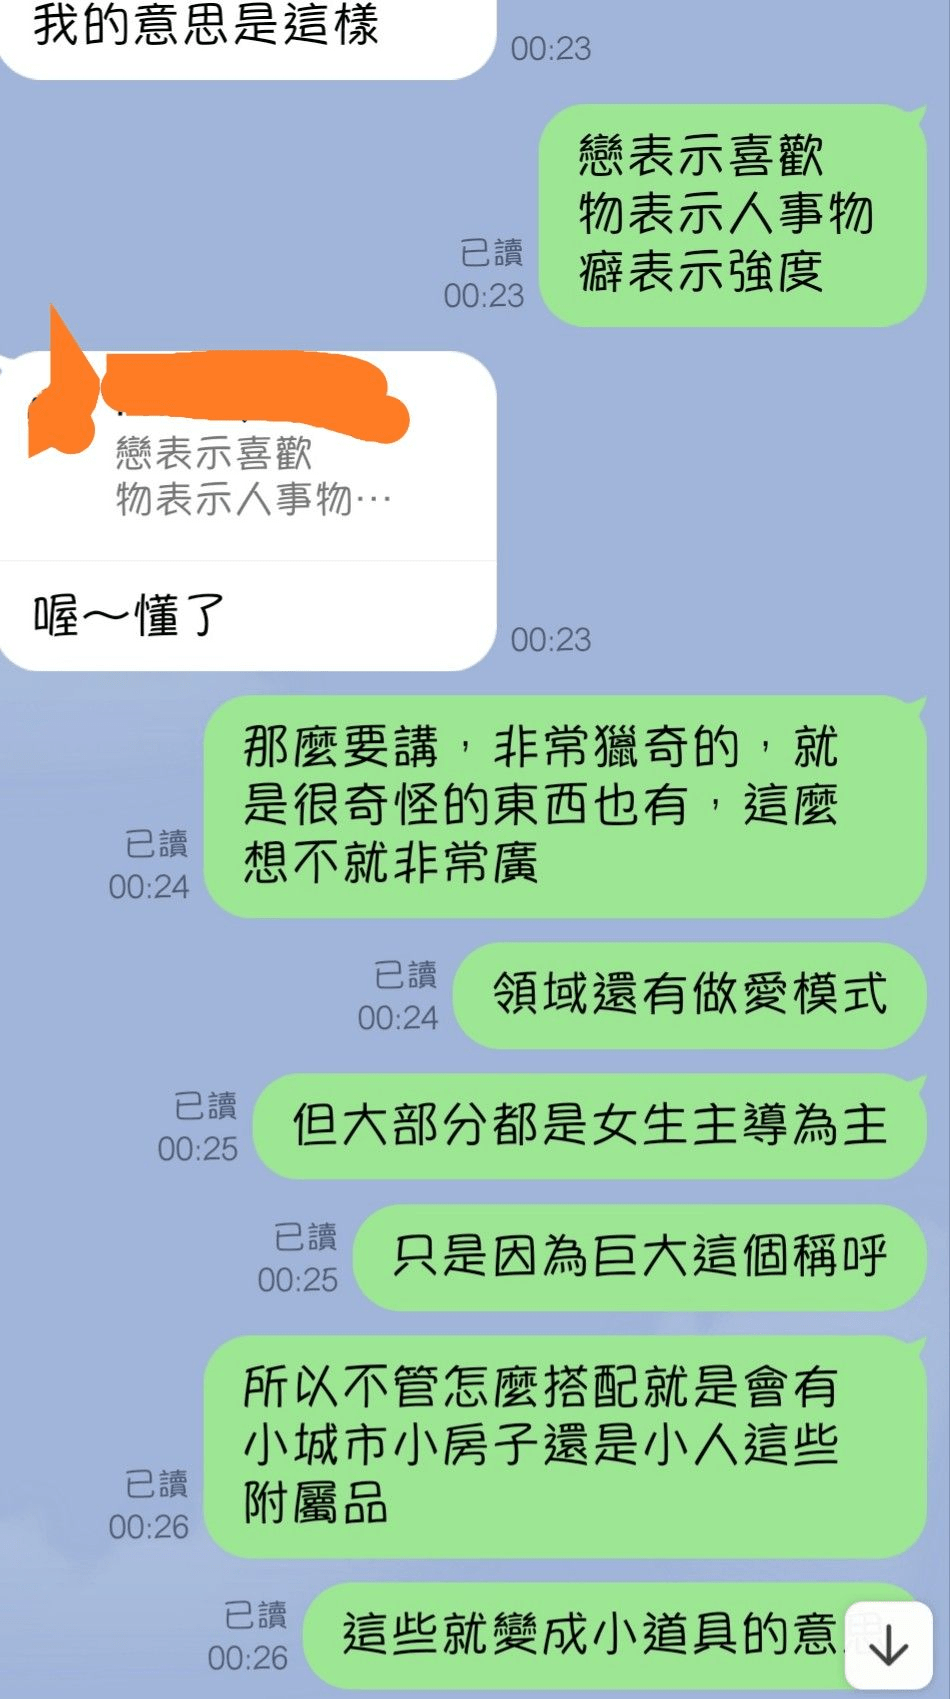 我的意思是這樣
00:23
戀表示喜歡
物表示人事物
癖表示強度
已讀
00:23
戀表示喜歡
物表示人事物…
喔～懂了
00:23
那麼要講，非常獵奇的，就
是很奇怪的東西也有，這麼
想不就非常廣
已讀
00:24
領域還有做愛模式
已讀
00:24
但大部分都是女生主導為主
已讀
00:25
只是因為巨大這個稱呼
已讀
00:25
所以不管怎麼搭配就是會有
小城市小房子還是小人這些
附屬品
已讀
00:26
這些就變成小道具的意思
已讀
00:26